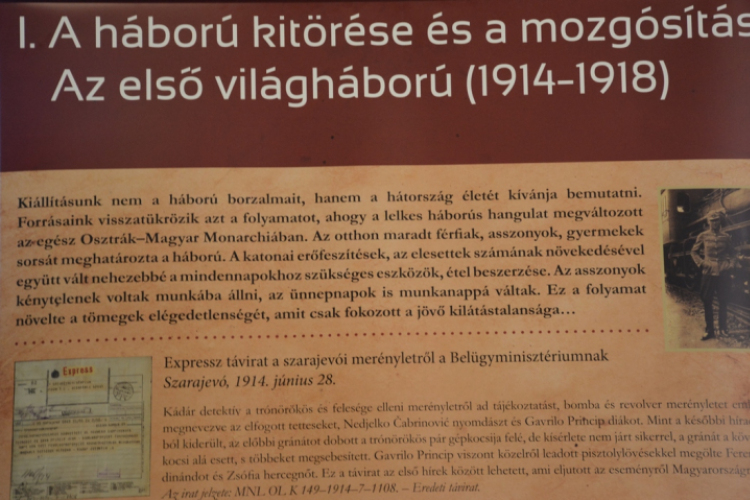 I. A háború kitörése és a mozgósítás
Az első világháború (1914–1918)
Kiállításunk nem a háború borzalmait, hanem a hátország életét kívánja bemutatni.
Forrásaink visszatükrözik azt a folyamatot, ahogy a lelkes háborús hangulat megváltozott
az egész Osztrák–Magyar Monarchiában. Az otthon maradt férfiak, asszonyok, gyermekek
sorsát meghatározta a háború. A katonai erőfeszítések, az elesettek számának növekedésével
együtt vált nehezebbé a mindennapokhoz szükséges eszközök, étel beszerzése. Az asszonyok
kénytelenek voltak munkába állni, az ünnepnapok is munkanappá váltak. Ez a folyamat
növelte a tömegek elégedetlenségét, amit csak fokozott a jövő kilátástalansága...
Expressz távirat a szarajevói merényletről a Belügyminisztériumnak
Szarajevó, 1914. június 28.
Express
Kádár detektív a trónörökös és felesége elleni merényletről ad tájékoztatást, bomba és revolver merényletet
megnevezve az elfogott tetteseket, Nedjelko Čabrinović nyomdászt és Gavrilo Princip diákot. Mint a későbbi
ból kiderült, az előbbi gránátot dobott a trónörökös pár gépkocsija felé, de kísérlete nem járt sikerrel, a gránát a
kocsi alá esett, s többeket megsebesített. Gavrilo Princip viszont közelről leadott pisztolylövésekkel megölte
dinándot és Zsófia hercegnőt. Ez a távirat az első hírek között lehetett, ami eljutott az eseményről
Az irat jelzete: MNL OL K 149–1914–7–1108. – Eredeti távirat.